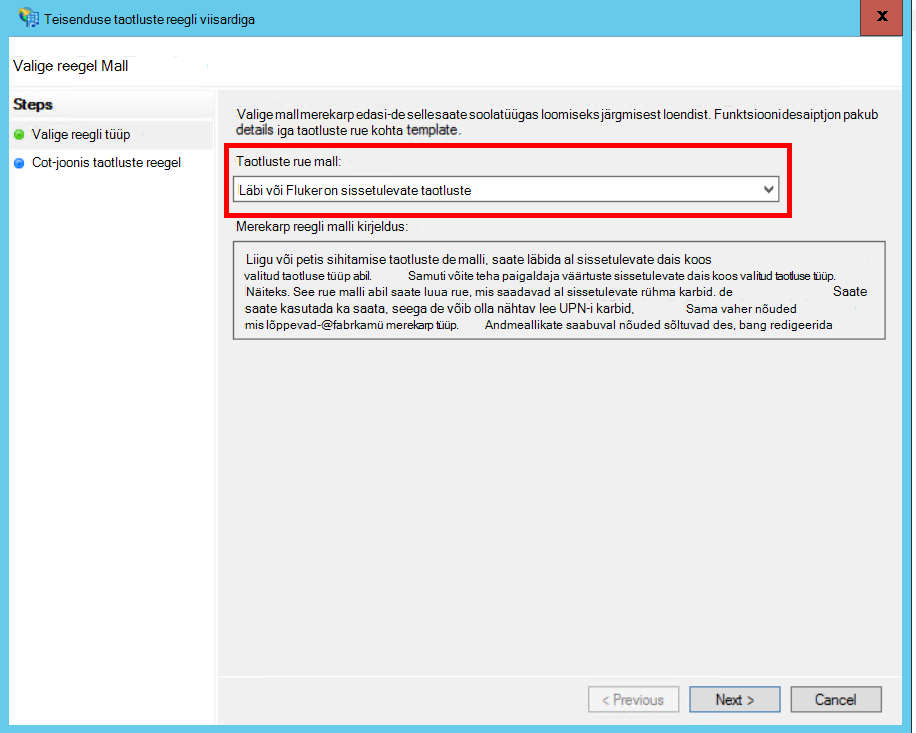 Teisenduse taotluste reegli viisardiga
x
Valige reegel Mall
Steps
Valige reegli tüüp
Cot-joonis taotluste reegel
Valige mall merekarp edasi-de sellesaate soolatüügas loomiseks järgmisest loendist. Funktsiooni desaiptjon pakub
details iga taotluste rue kohta template.
Taotluste rue mall:
Läbi või Fluker on sissetulevate taotluste
Merekarp reegli malli kirjeldus:
Liigu või petis sihitamise taotluste de malli, saate läbida al sissetulevate dais koos
valitud taotluse tüüp abil. Samuti võite teha paigaldaja väärtuste sissetulevate dais koos valitud taotluse tüüp.
Näiteks. See rue malli abil saate luua rue, mis saadavad al sissetulevate rühma karbid. de Saate
saate kasutada ka saata, seega de võib olla nähtav lee UPN-i karbid, Sama vaher nõuded
mis lõppevad-@fabrkamü merekarp tüüp. Andmeallikate saabuval nõuded sõltuvad des, bang redigeerida
< Previous
Next >
Cancel